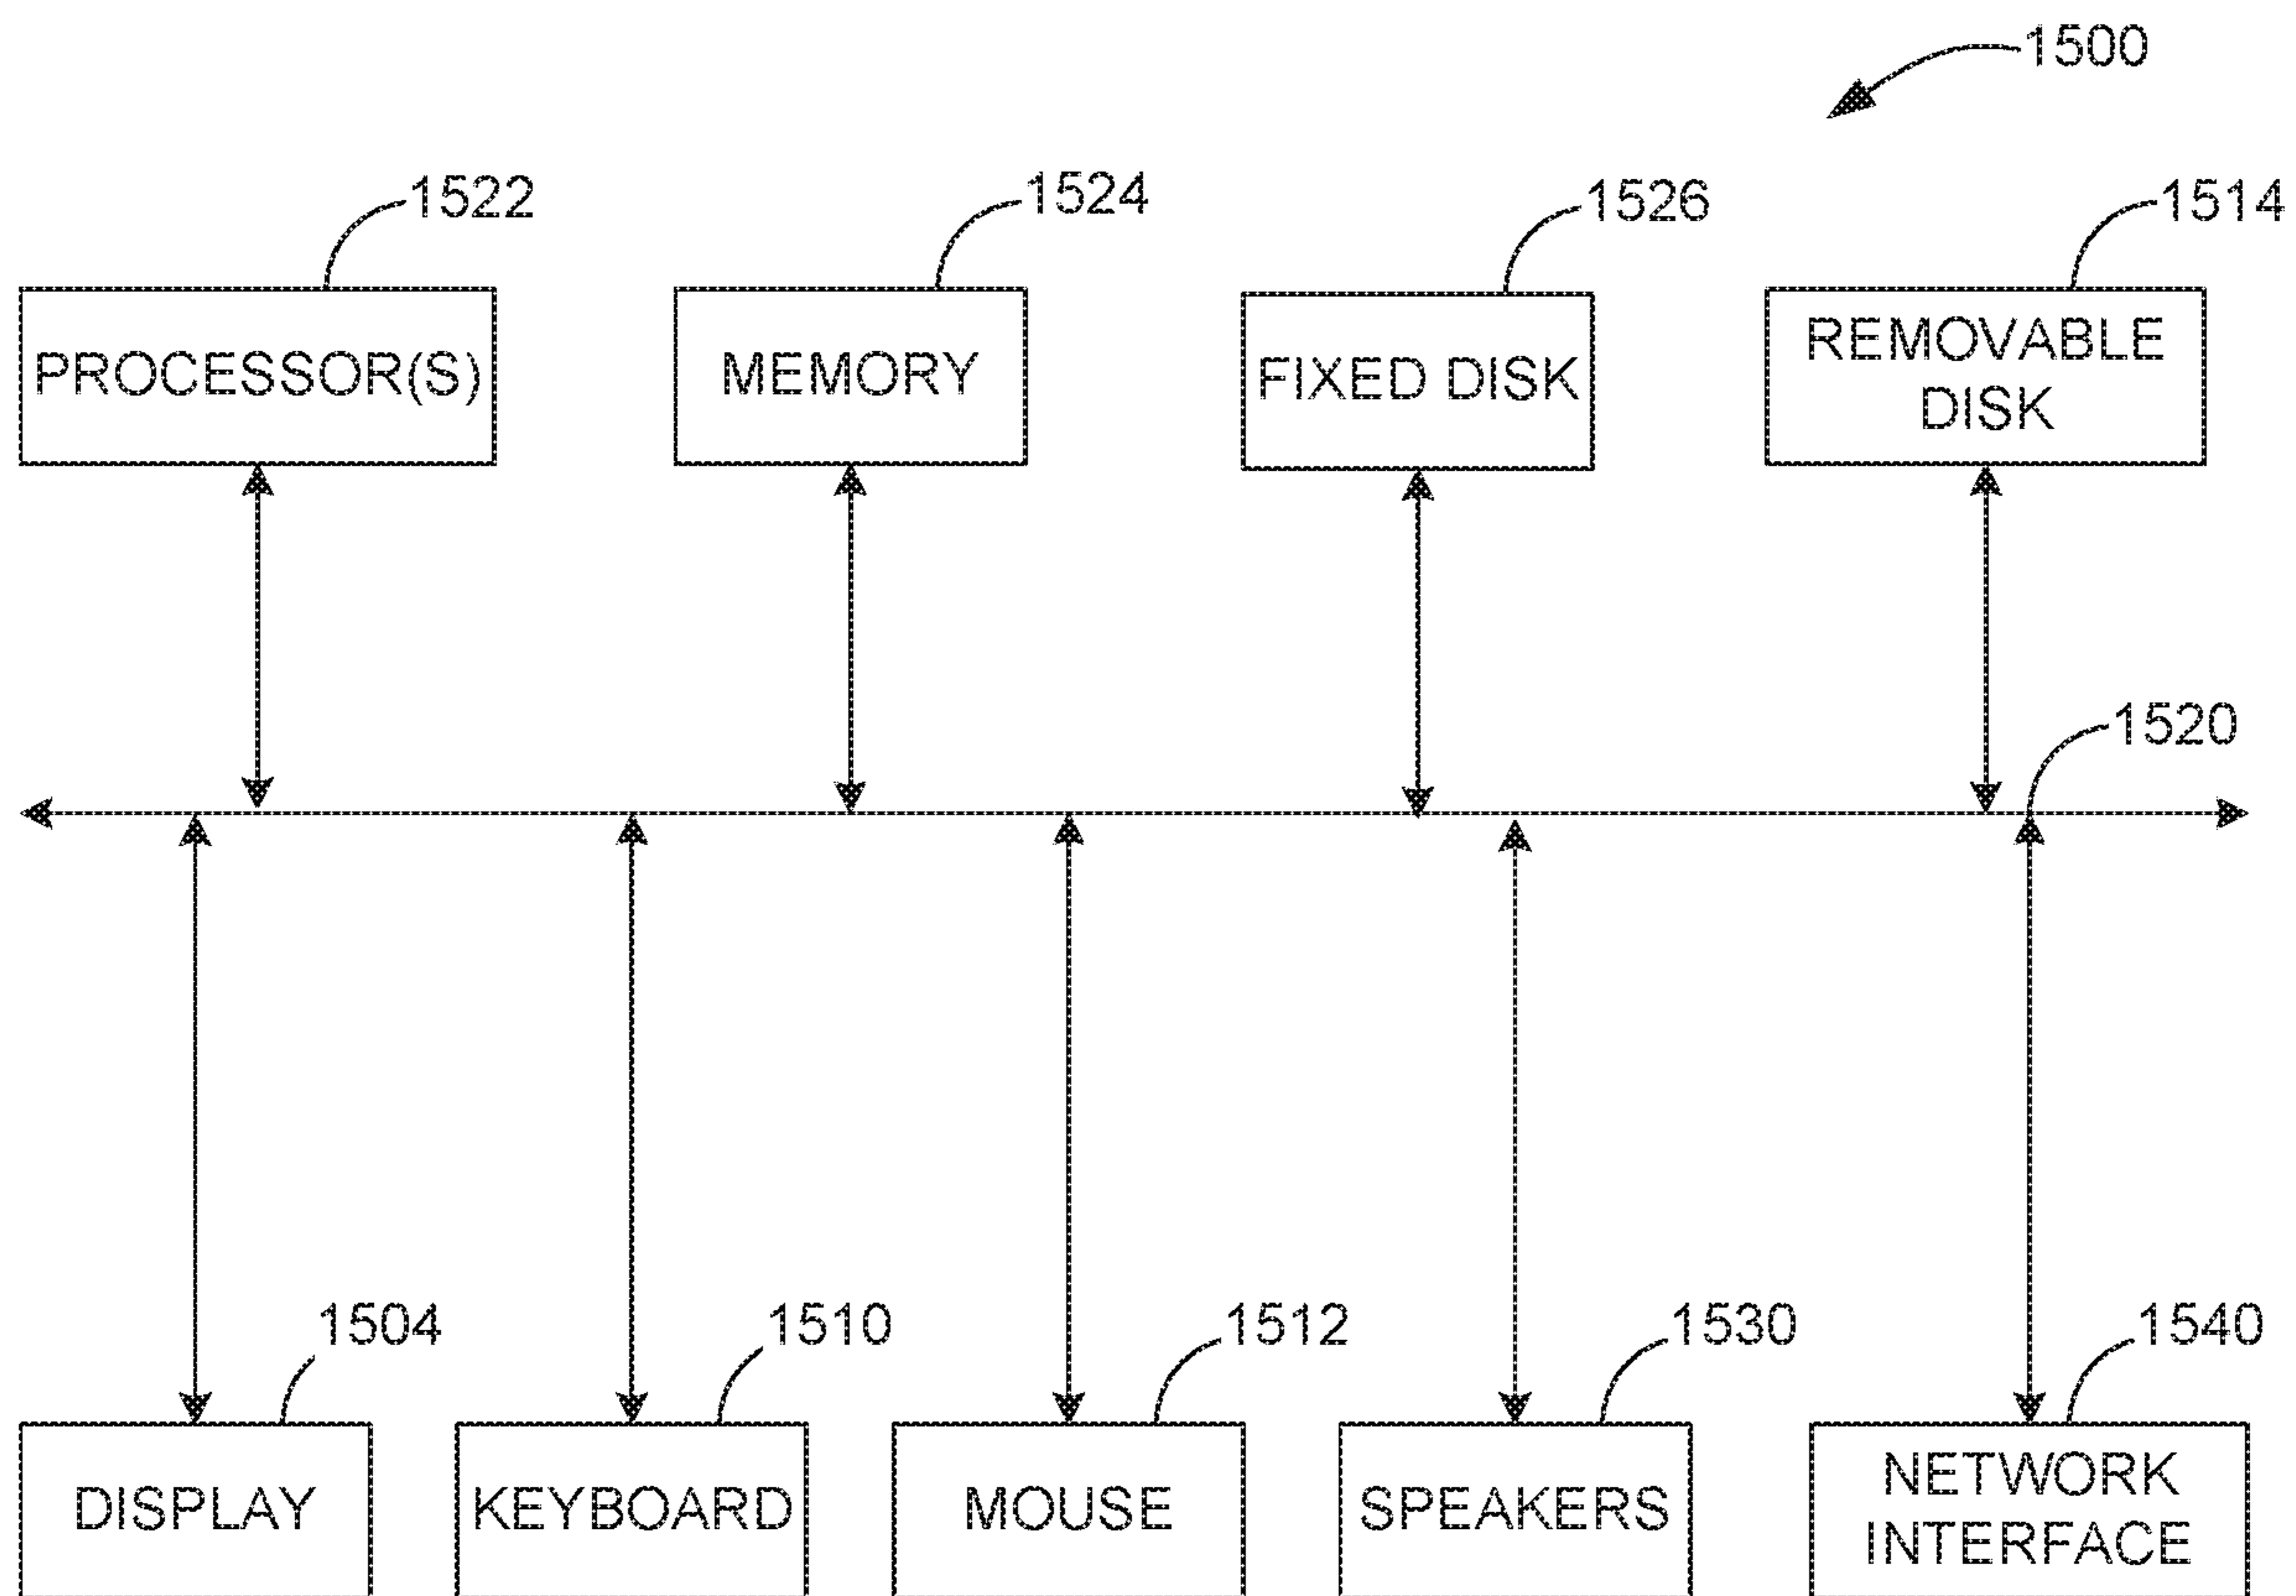 1500
1522
1524
1526
1514
PROCESSOR(S)
MEMORY
FIXED DISK
REMOVABLE
DISK
1520
1504
1510
1512
1530
1540
DISPLAY
KEYBOARD
MOUSE
SPEAKERS
NETWORK
INTERFACE